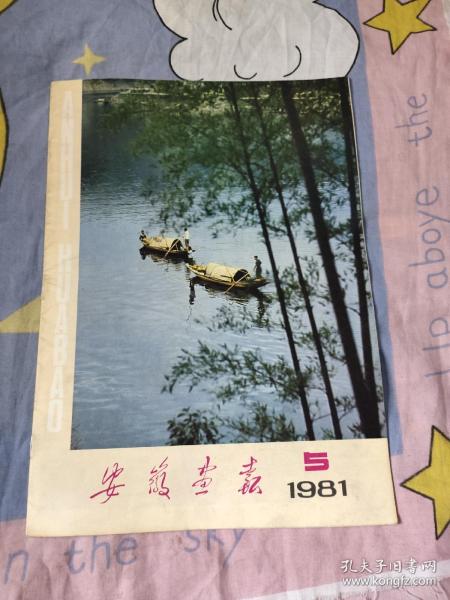 ANHUI HUABAO
安徽画报
5
1981
Up above the
in the sky
孔夫子旧书网
www.kongfz.com